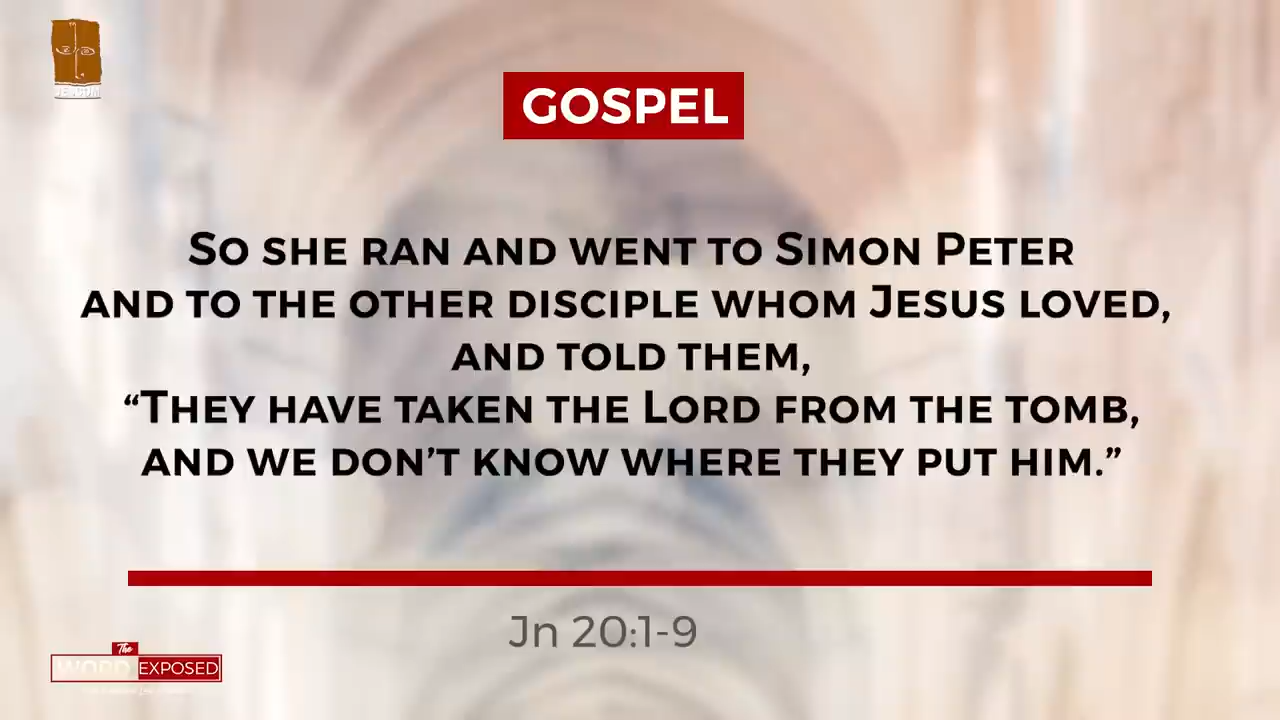 GOSPEL
So she ran and went to Simon Peter
and to the other disciple whom Jesus loved,
and told them,
“They have taken the Lord from the tomb,
and we don’t know where they put him.”
Jn 20:1-9
The
WORD EXPOSED